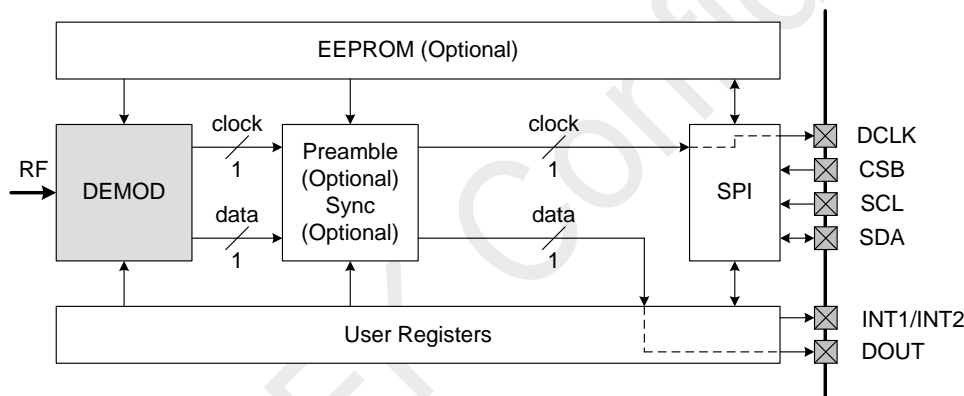 EEPROM (Optional)
clock
1
clock
1
DCLK
RF
DEMOD
Preamble
(Optional)
Sync
(Optional)
SPI
CSB
SCL
data
1
data
1
SDA
User Registers
INT1/INT2
DOUT